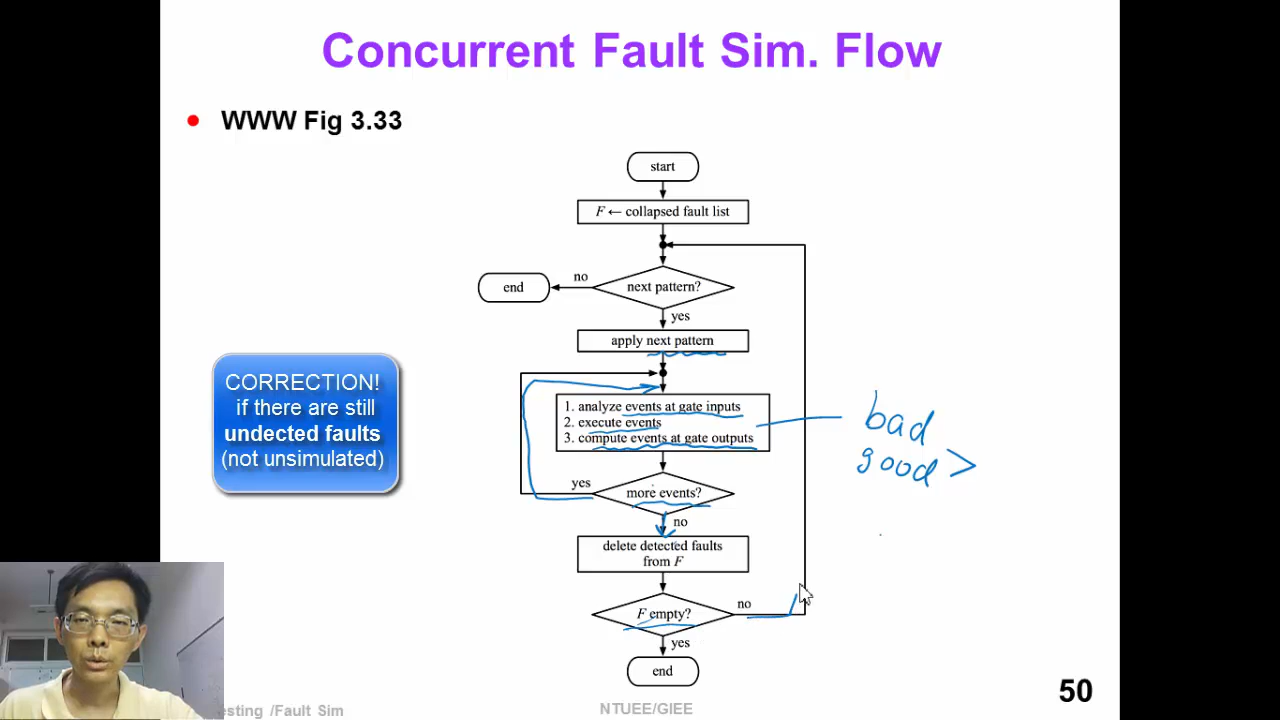 Concurrent Fault Sim. Flow
• WWW Fig 3.33
start
F ← collapsed fault list
next pattern?
no
end
yes
apply next pattern
1. analyze events at gate inputs
2. execute events
3. compute events at gate outputs
bad
good >
more events?
yes
no
delete detected faults
from F
F empty?
no
yes
end
CORRECTION!
if there are still
undected faults
(not unsimulated)
esting /Fault Sim
NTUEE/GIEE
50